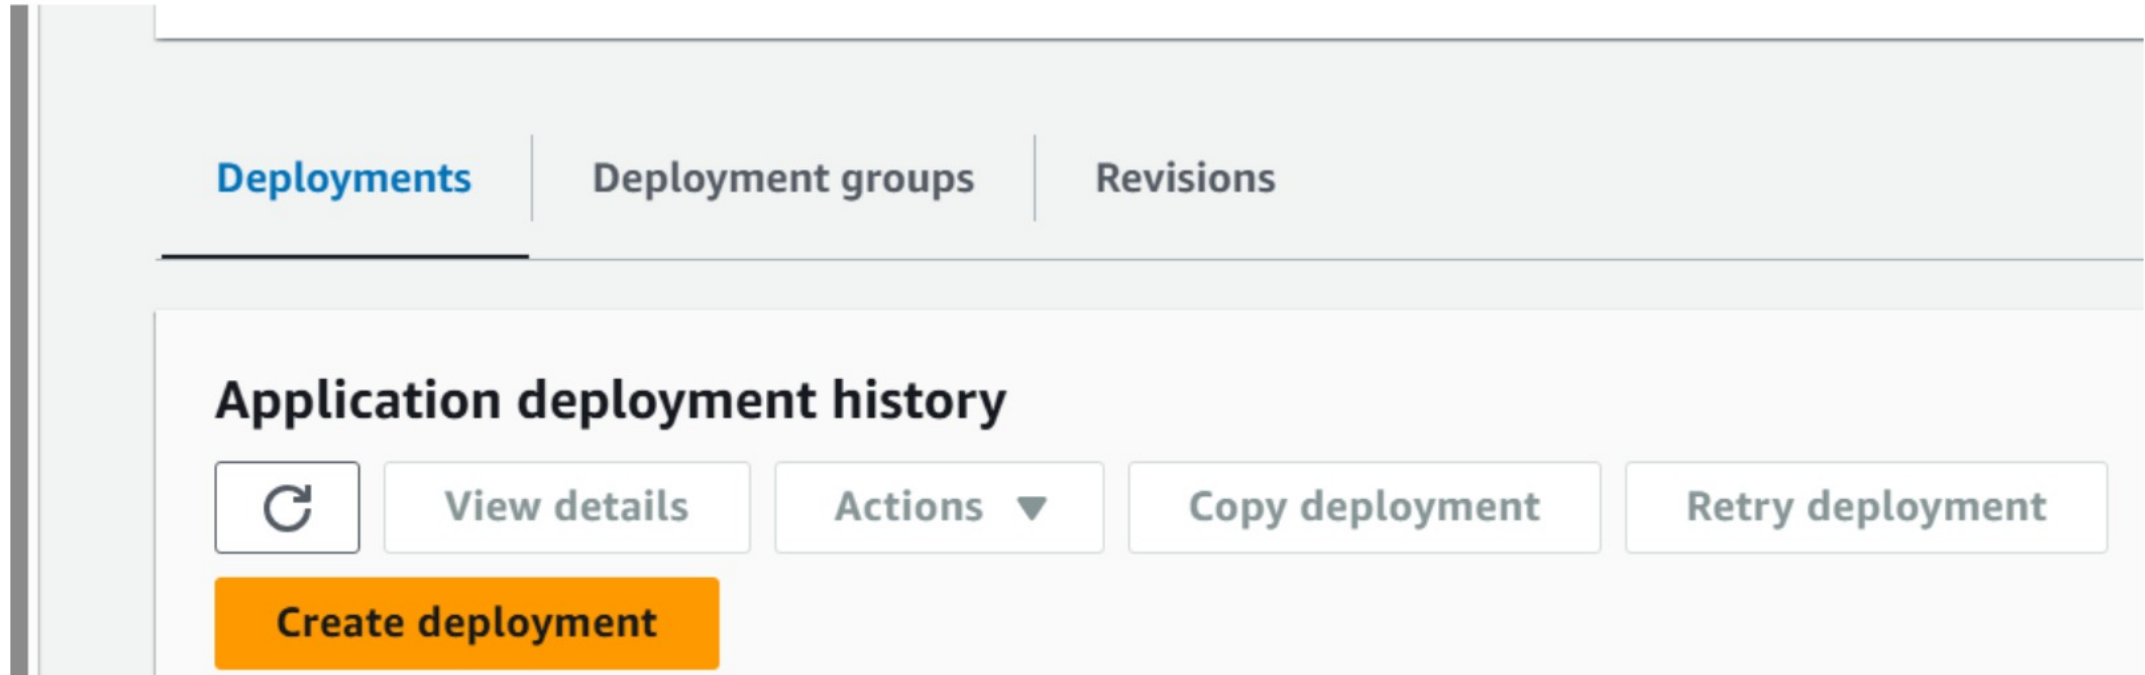 Deployments Deployment groups Revisions
Application deployment history
View details Actions Copy deployment Retry deployment
Create deployment